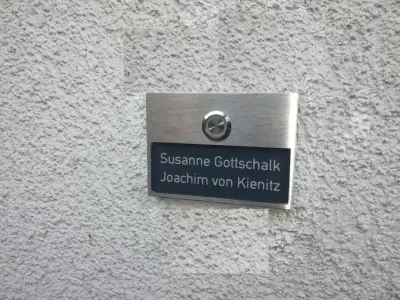 Susanne Gottschalk
Joachim von Kienitz